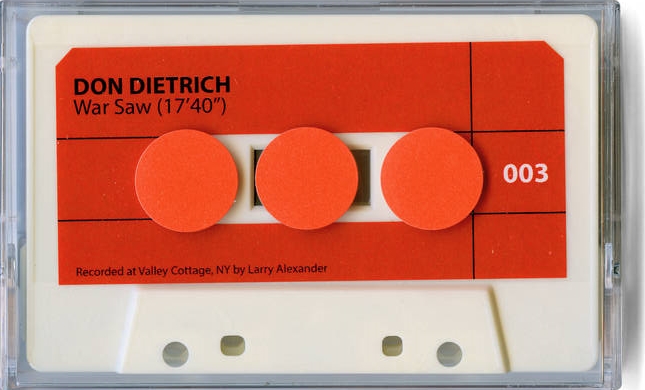 DON DIETRICH
War Saw (17'40")
003
Recorded at Valley Cottage, NY by Larry Alexander